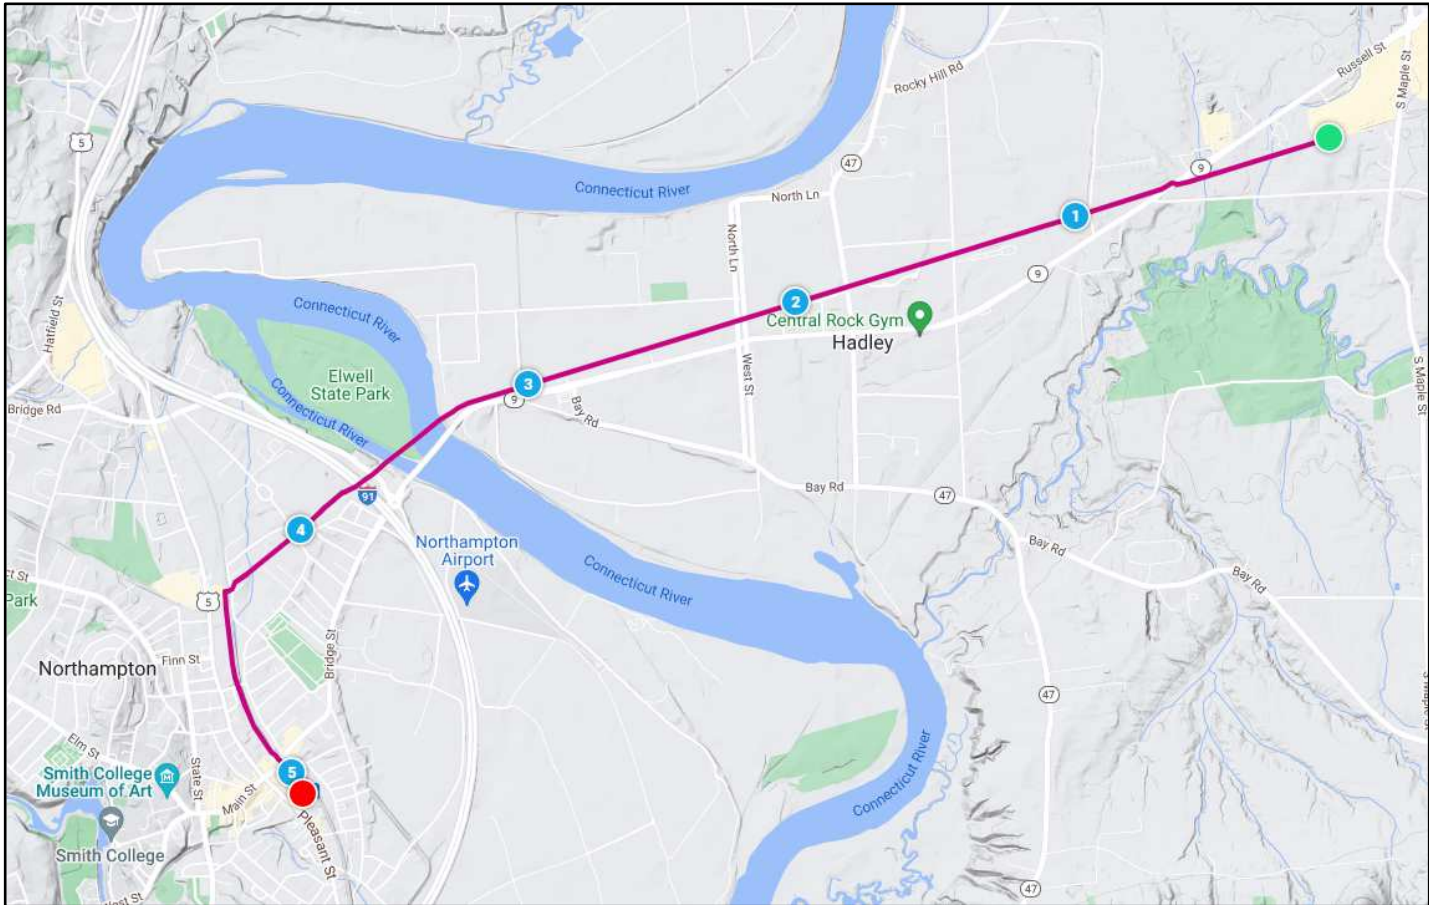 Russell St
S Maple St
Rocky Hill Rd
5
47
9
Connecticut River
North Ln
1
North Ln
9
2
Connecticut River
Central Rock Gym
Hadley
Hatfield St
Elwell
State Park
3
West St
S Maple St
9
Bay Rd
Bridge Rd
Connecticut River
91
Bay Rd
47
4
Northampton
Airport
Bay Rd
Connecticut River
Bay Rd
ct St
Park
5
Finn St
Northampton
Bridge St
47
Elm St
State St
Connecticut River
Smith College
Museum of Art
5
Main St
Pleasant St
Smith College
47
West St